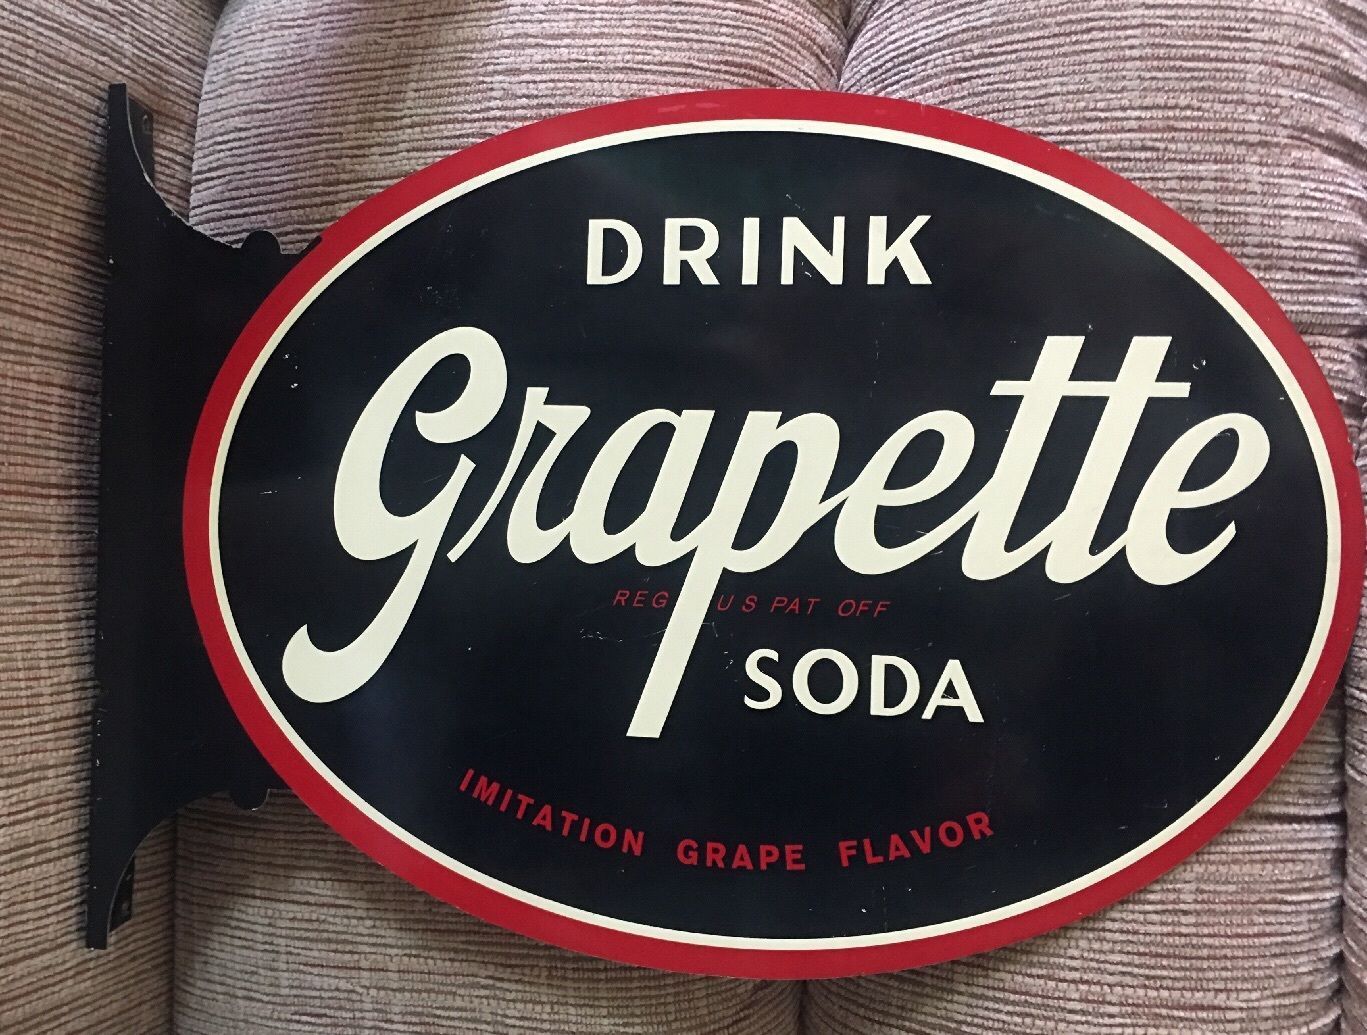 DRINK
Grapette
REG US PAT OFF
SODA
IMITATION GRAPE FLAVOR